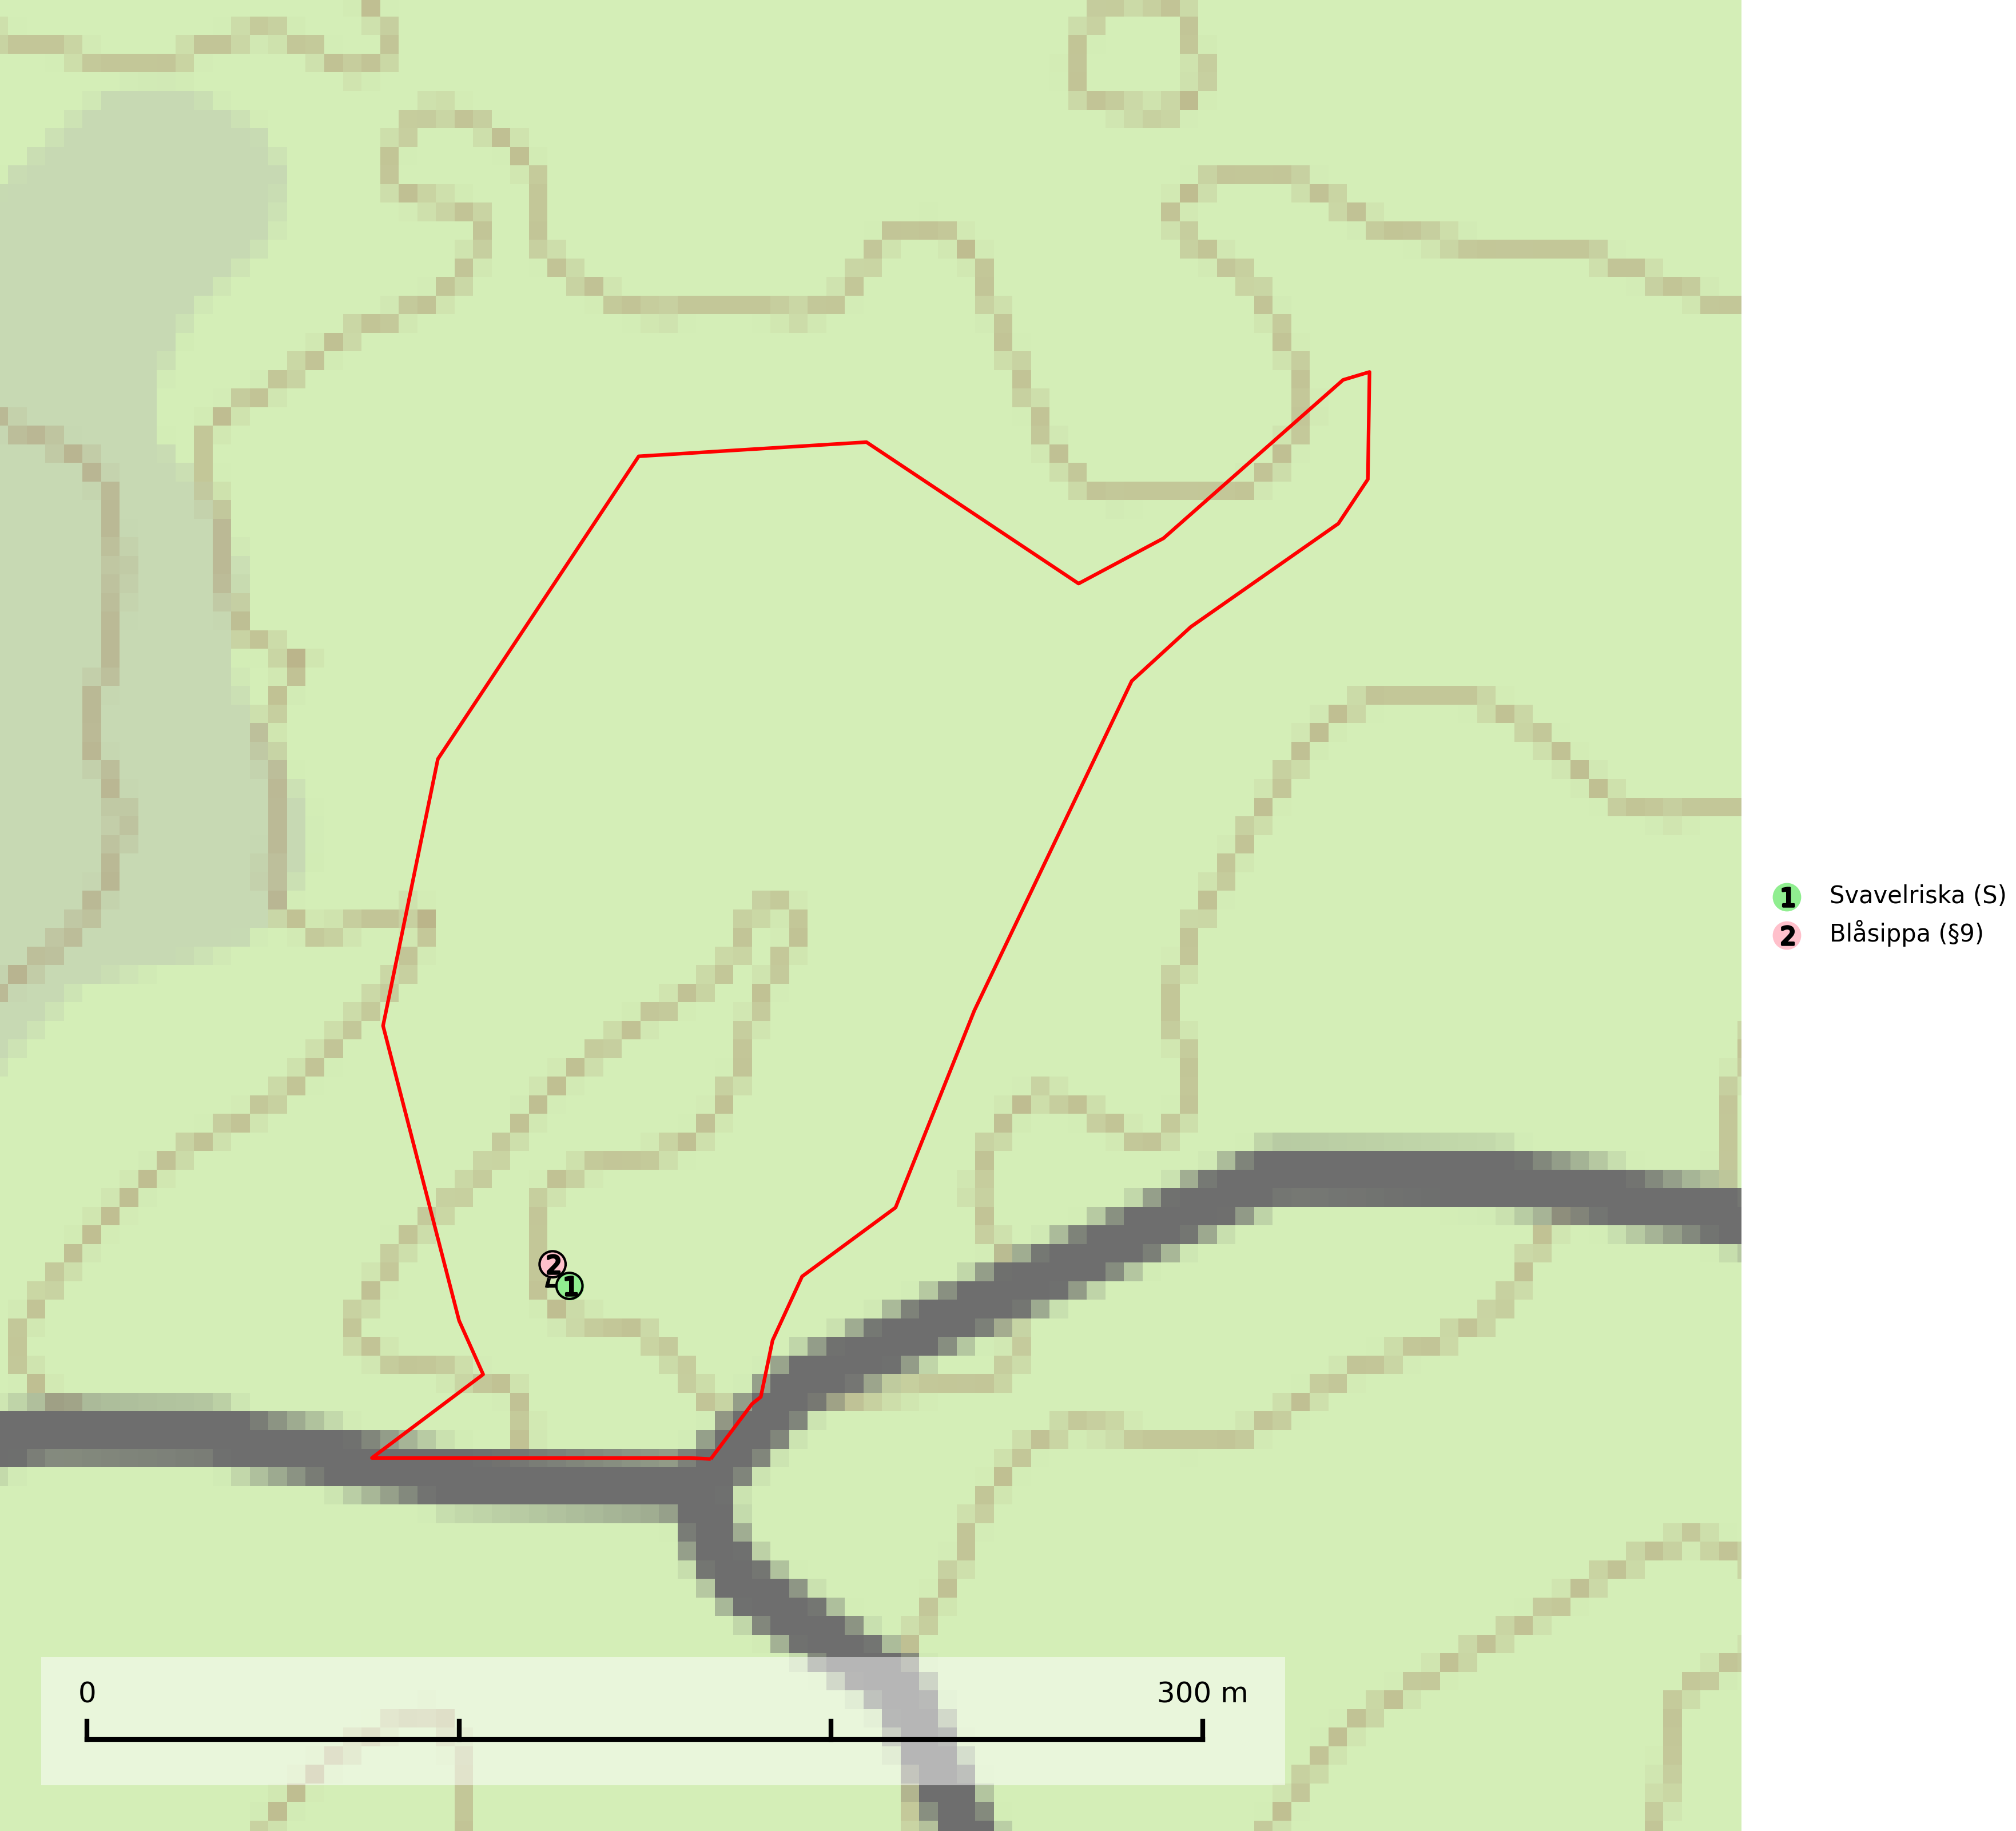 1 Svavelriska (S)
2 Blåsippa (§9)
2
1
0 300 m